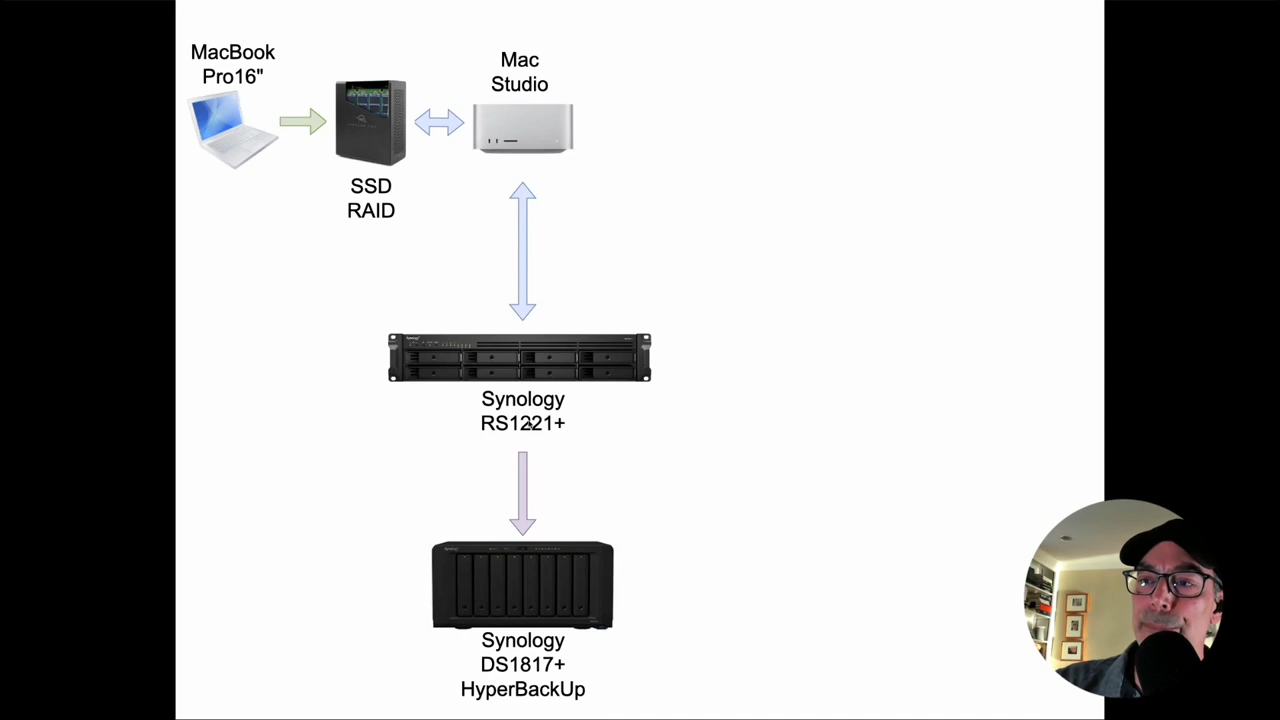 MacBook
Pro16"
Mac
Studio
SSD
RAID
Synology
RS1221+
Synology
DS1817+
HyperBackUp